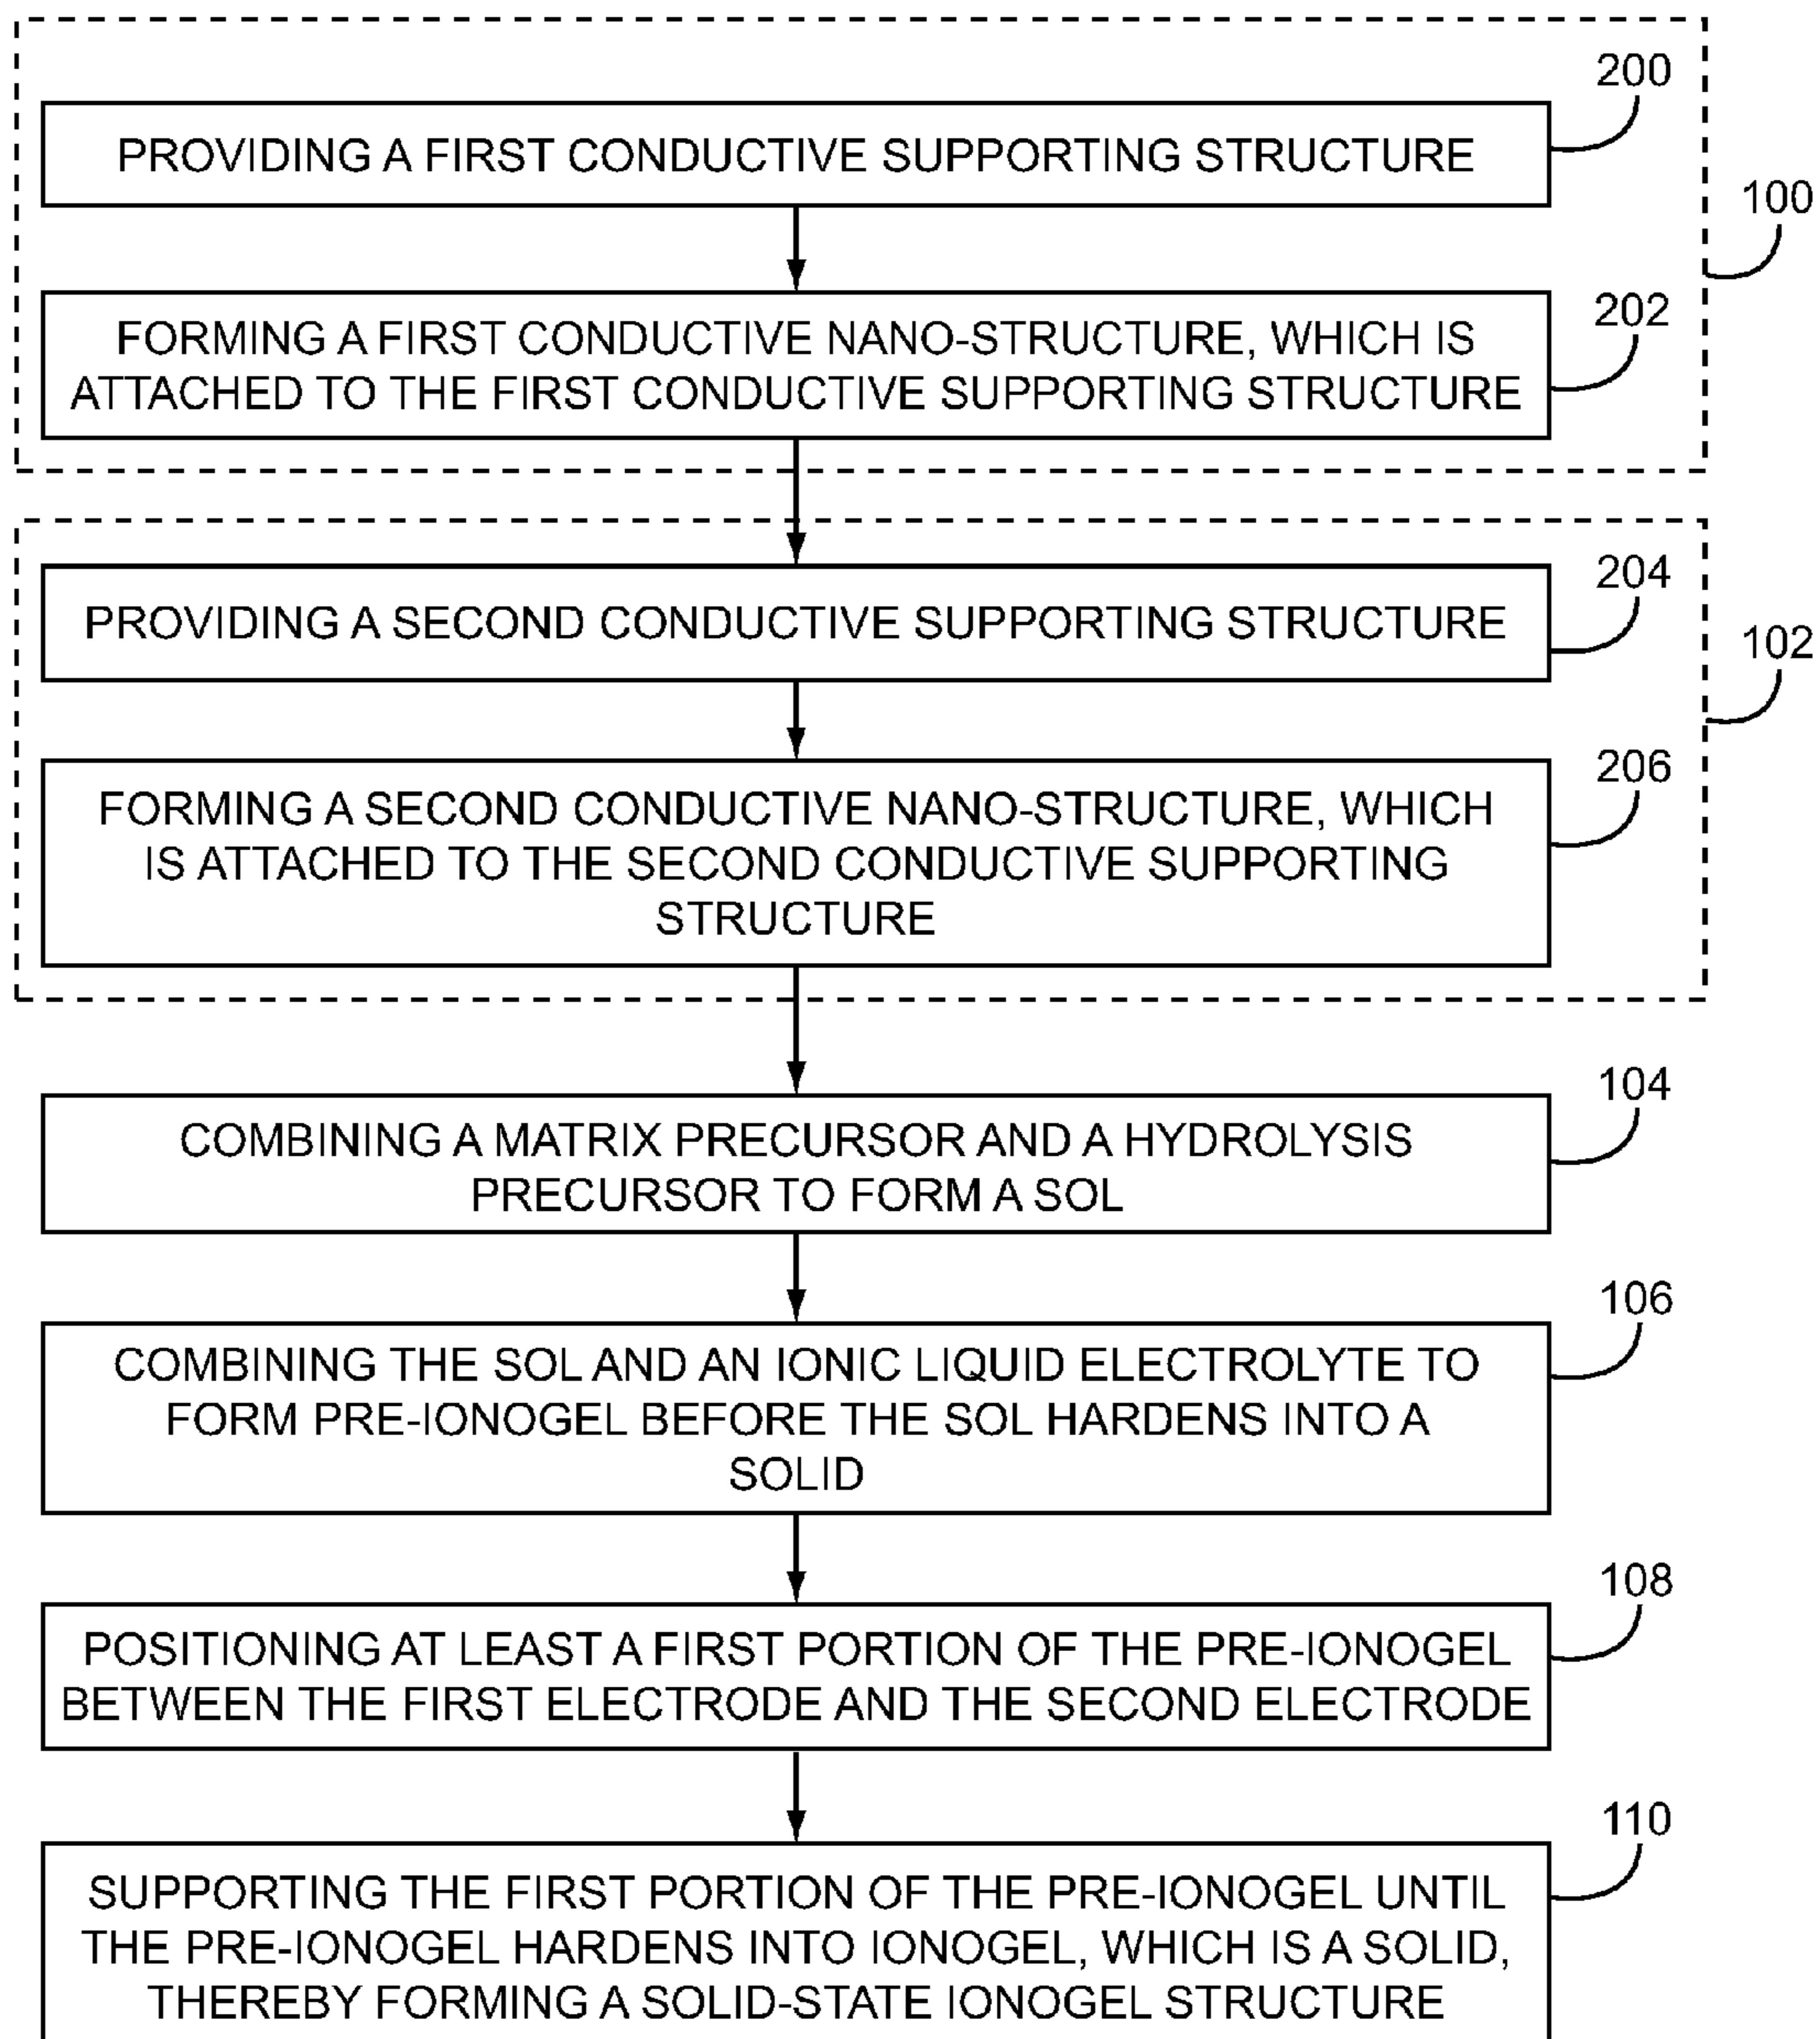 200
PROVIDING A FIRST CONDUCTIVE SUPPORTING STRUCTURE
100
202
FORMING A FIRST CONDUCTIVE NANO-STRUCTURE, WHICH IS
ATTACHED TO THE FIRST CONDUCTIVE SUPPORTING STRUCTURE
204
PROVIDING A SECOND CONDUCTIVE SUPPORTING STRUCTURE
102
206
FORMING A SECOND CONDUCTIVE NANO-STRUCTURE, WHICH
IS ATTACHED TO THE SECOND CONDUCTIVE SUPPORTING
STRUCTURE
104
COMBINING A MATRIX PRECURSOR AND A HYDROLYSIS
PRECURSOR TO FORM A SOL
106
COMBINING THE SOL AND AN IONIC LIQUID ELECTROLYTE TO
FORM PRE-IONOGEL BEFORE THE SOL HARDENS INTO A
SOLID
108
POSITIONING AT LEAST A FIRST PORTION OF THE PRE-IONOGEL
BETWEEN THE FIRST ELECTRODE AND THE SECOND ELECTRODE
110
SUPPORTING THE FIRST PORTION OF THE PRE-IONOGEL UNTIL
THE PRE-IONOGEL HARDENS INTO IONOGEL, WHICH IS A SOLID,
THEREBY FORMING A SOLID-STATE IONOGEL STRUCTURE